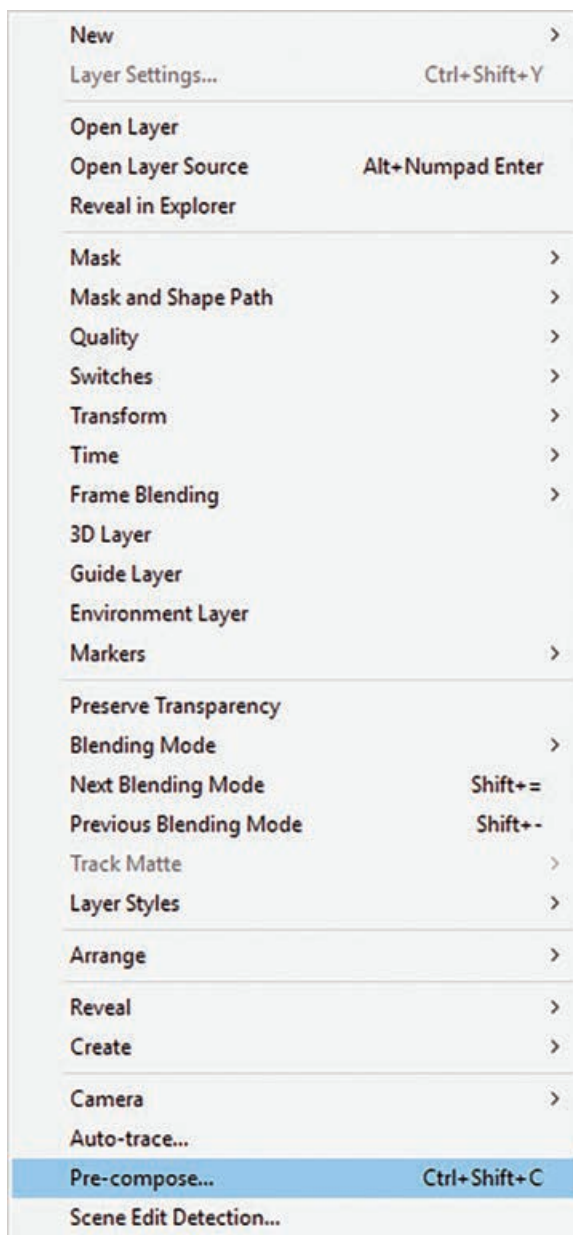 New >
Layer Settings... Ctrl+Shift+Y
Open Layer
Open Layer Source Alt+Numpad Enter
Reveal in Explorer
Mask >
Mask and Shape Path >
Quality >
Switches >
Transform >
Time >
Frame Blending >
3D Layer
Guide Layer
Environment Layer
Markers >
Preserve Transparency
Blending Mode >
Next Blending Mode Shift+=
Previous Blending Mode Shift+-
Track Matte >
Layer Styles >
Arrange >
Reveal >
Create >
Camera >
Auto-trace...
Pre-compose... Ctrl+Shift+C
Scene Edit Detection...